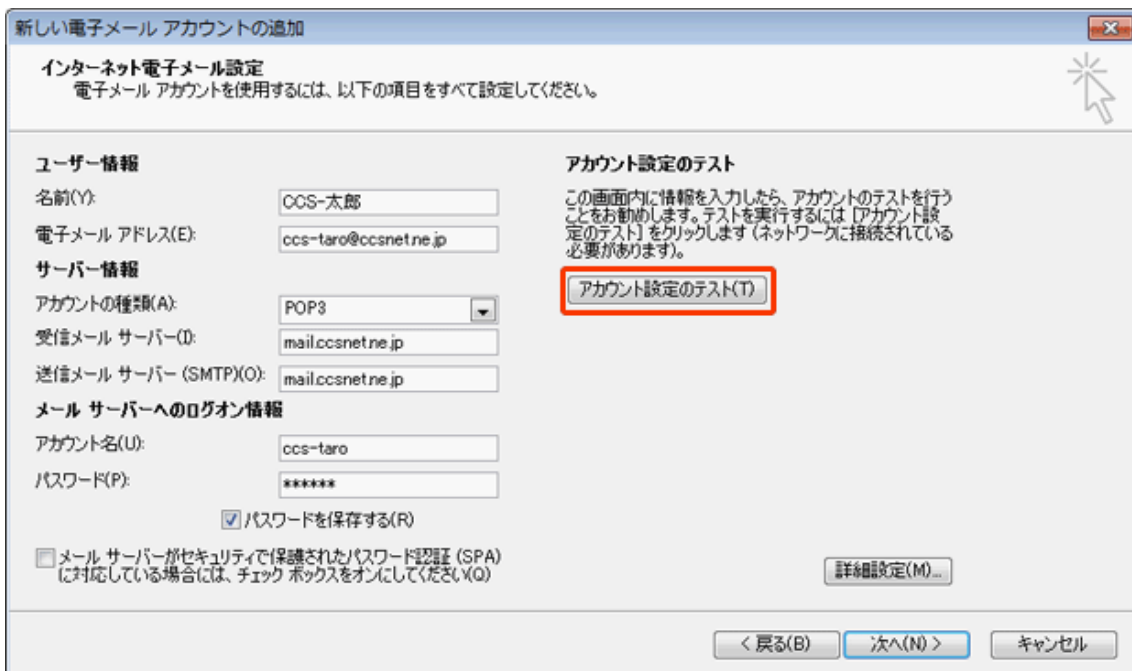 新しい電子メール アカウントの追加
インターネット電子メール設定
電子メール アカウントを使用するには、以下の項目をすべて設定してください。
ユーザー情報
名前(Y):
CCS-太郎
電子メール アドレス(E):
ccs-taro@ccsnet.ne.jp
サーバー情報
アカウントの種類(A):
POP3
受信メール サーバー(I):
mail.ccsnet.ne.jp
送信メール サーバー (SMTP)(O):
mail.ccsnet.ne.jp
メール サーバーへのログオン情報
アカウント名(U):
ccs-taro
パスワード(P):
******
パスワードを保存する(R)
メール サーバーがセキュリティで保護されたパスワード認証 (SPA)
に対応している場合には、チェック ボックスをオンにしてください(Q)
アカウント設定のテスト
この画面内に情報を入力したら、アカウントのテストを行う
ことをお勧めします。テストを実行するには [アカウント設
定のテスト] をクリックします (ネットワークに接続されている
必要があります)。
アカウント設定のテスト(T)
詳細設定(M)...
< 戻る(B)
次へ(N) >
キャンセル